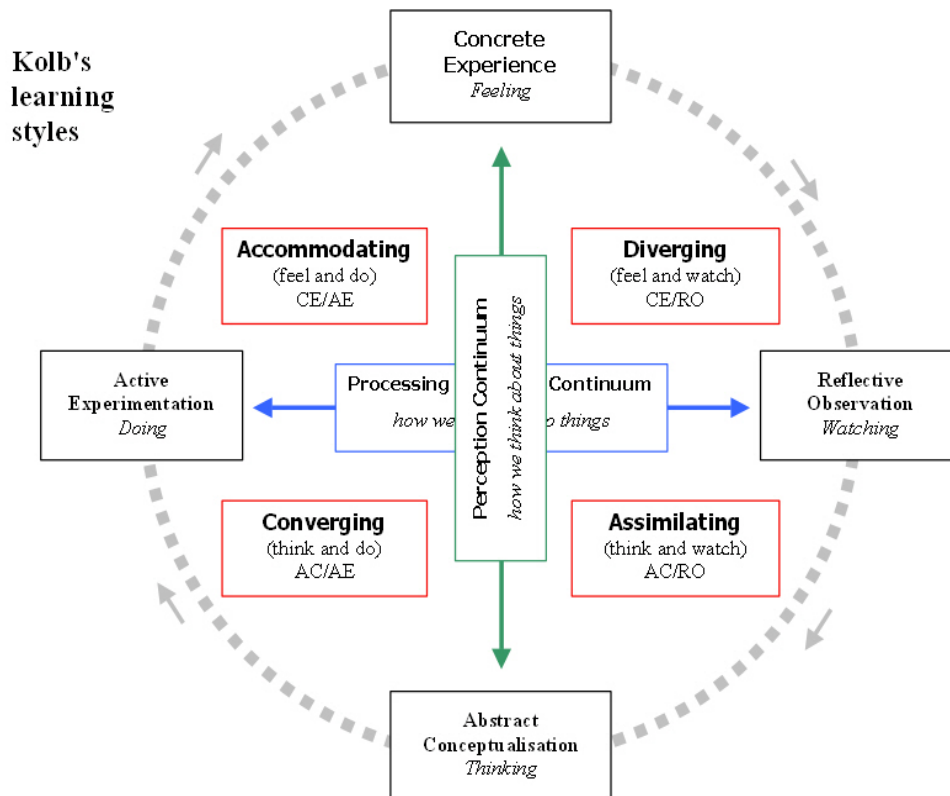 Kolb's
learning
styles
Concrete
Experience
Feeling
Accommodating
(feel and do)
CE/AE
Diverging
(feel and watch)
CE/RO
Active
Experimentation
Doing
Processing Continuum
how we o things
Perception Continuum
how we think about things
Reflective
Observation
Watching
Converging
(think and do)
AC/AE
Assimilating
(think and watch)
AC/RO
Abstract
Conceptualisation
Thinking